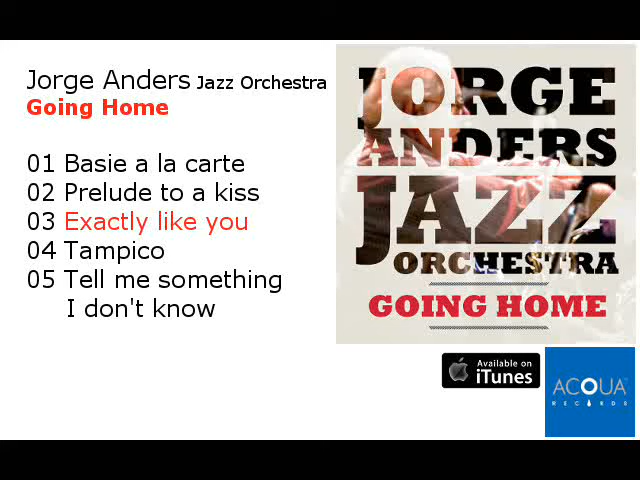 Jorge Anders Jazz Orchestra
Going Home
01 Basie a la carte
02 Prelude to a kiss
03 Exactly like you
04 Tampico
05 Tell me something
I don't know
JORGE
ANDERS
JAZZ
ORCHESTRA
GOING HOME
Available on
iTunes
ACQUA
RECORDS